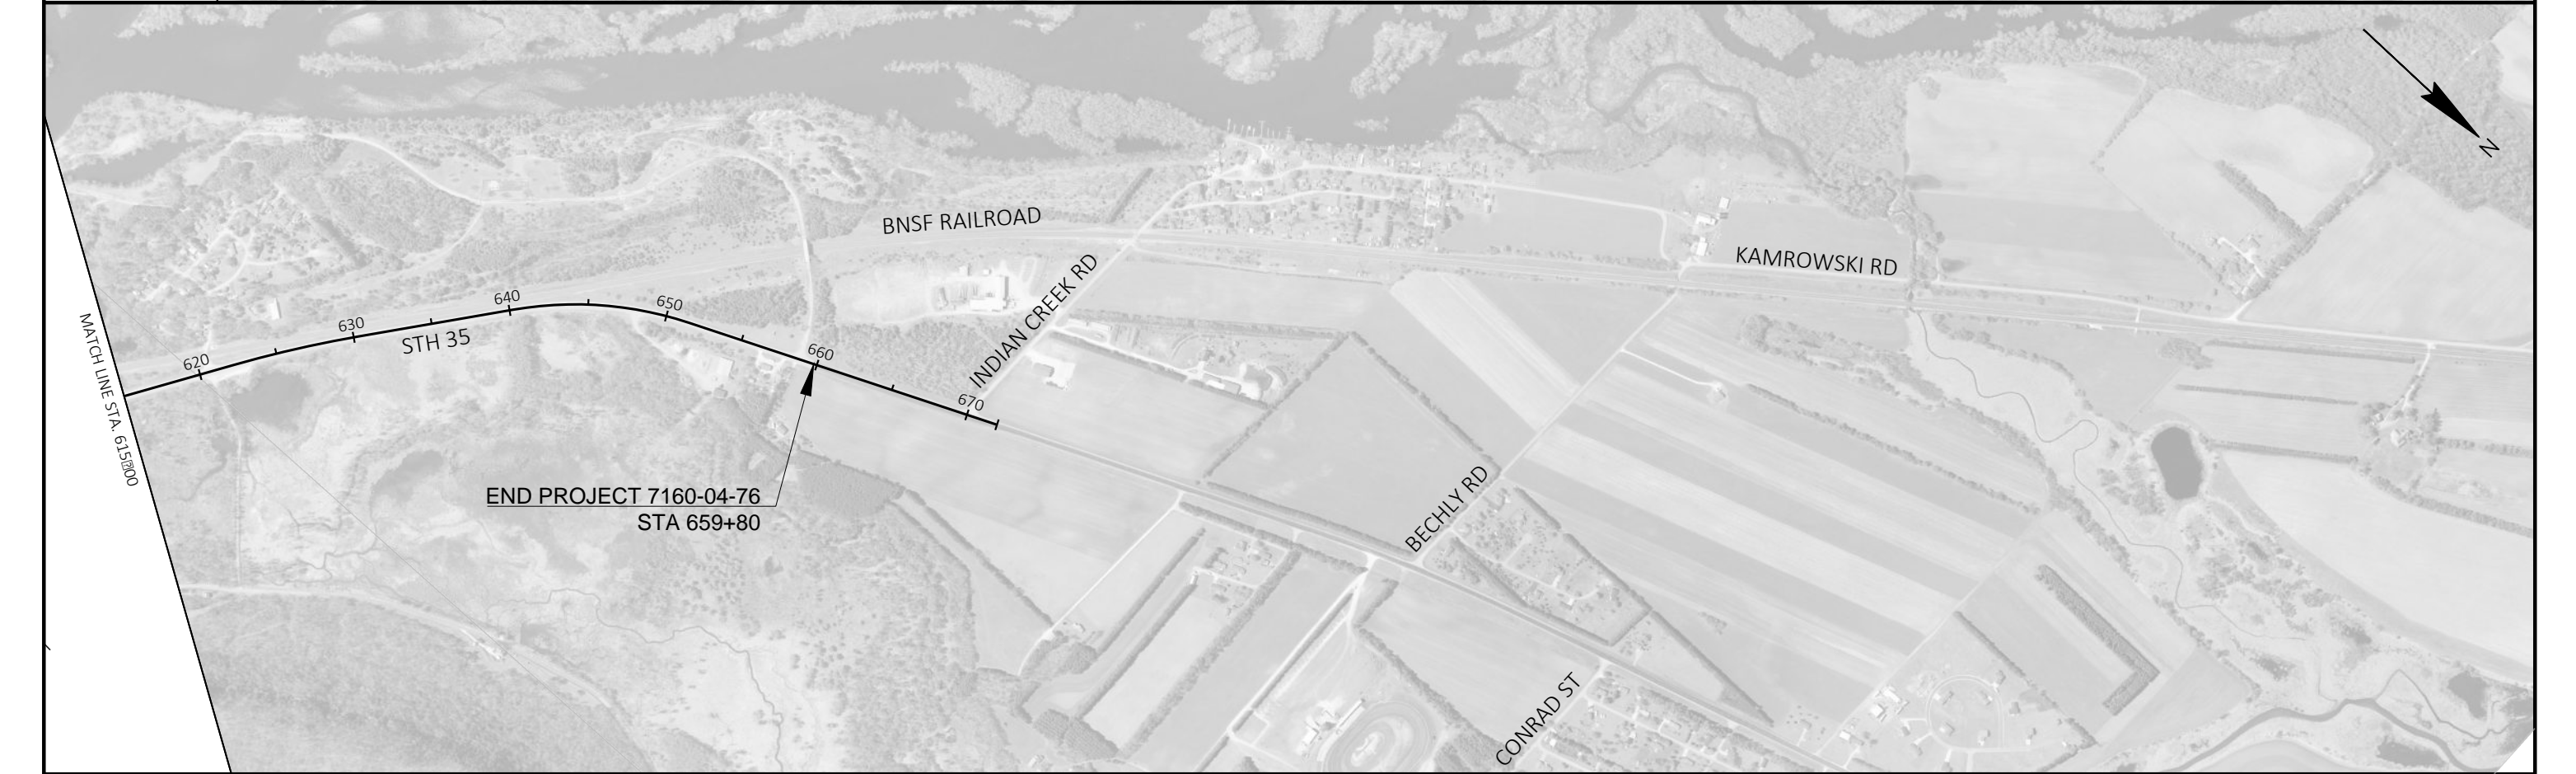 N
BNSF RAILROAD
KAMROWSKI RD
INDIAN CREEK RD
640
650
630
STH 35
620
660
670
MATCH LINE STA. 615�00
END PROJECT 7160-04-76
STA 659+80
BECHLY RD
CONRAD ST